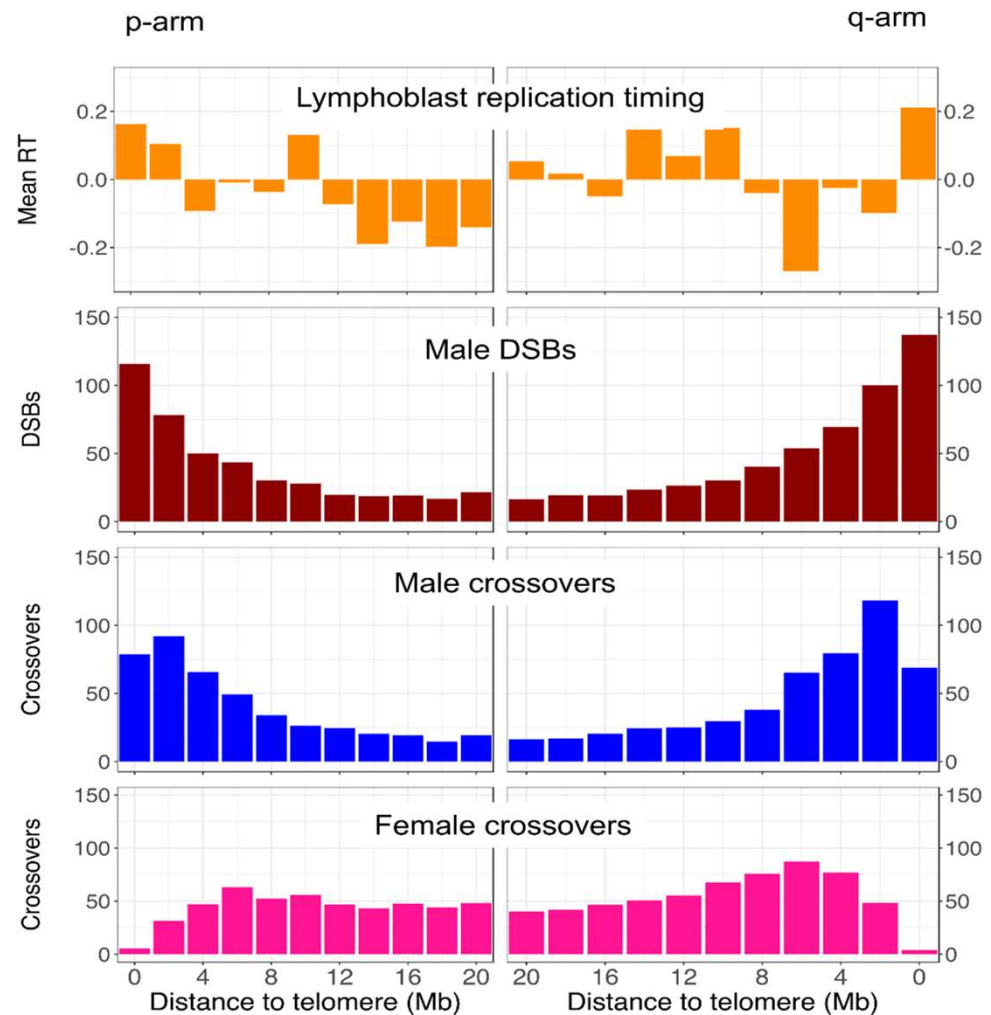 p-arm q-arm
Lymphoblast replication timing
Mean RT
0.2 0.2
0.0 0.0
-0.2 -0.2
Male DSBs
DSBs
150 150
100 100
50 50
0 0
Male crossovers
Crossovers
150 150
100 100
50 50
0 0
Female crossovers
Crossovers
150 150
100 100
50 50
0 0
0 4 8 12 16 20 20 16 12 8 4 0
Distance to telomere (Mb) Distance to telomere (Mb)